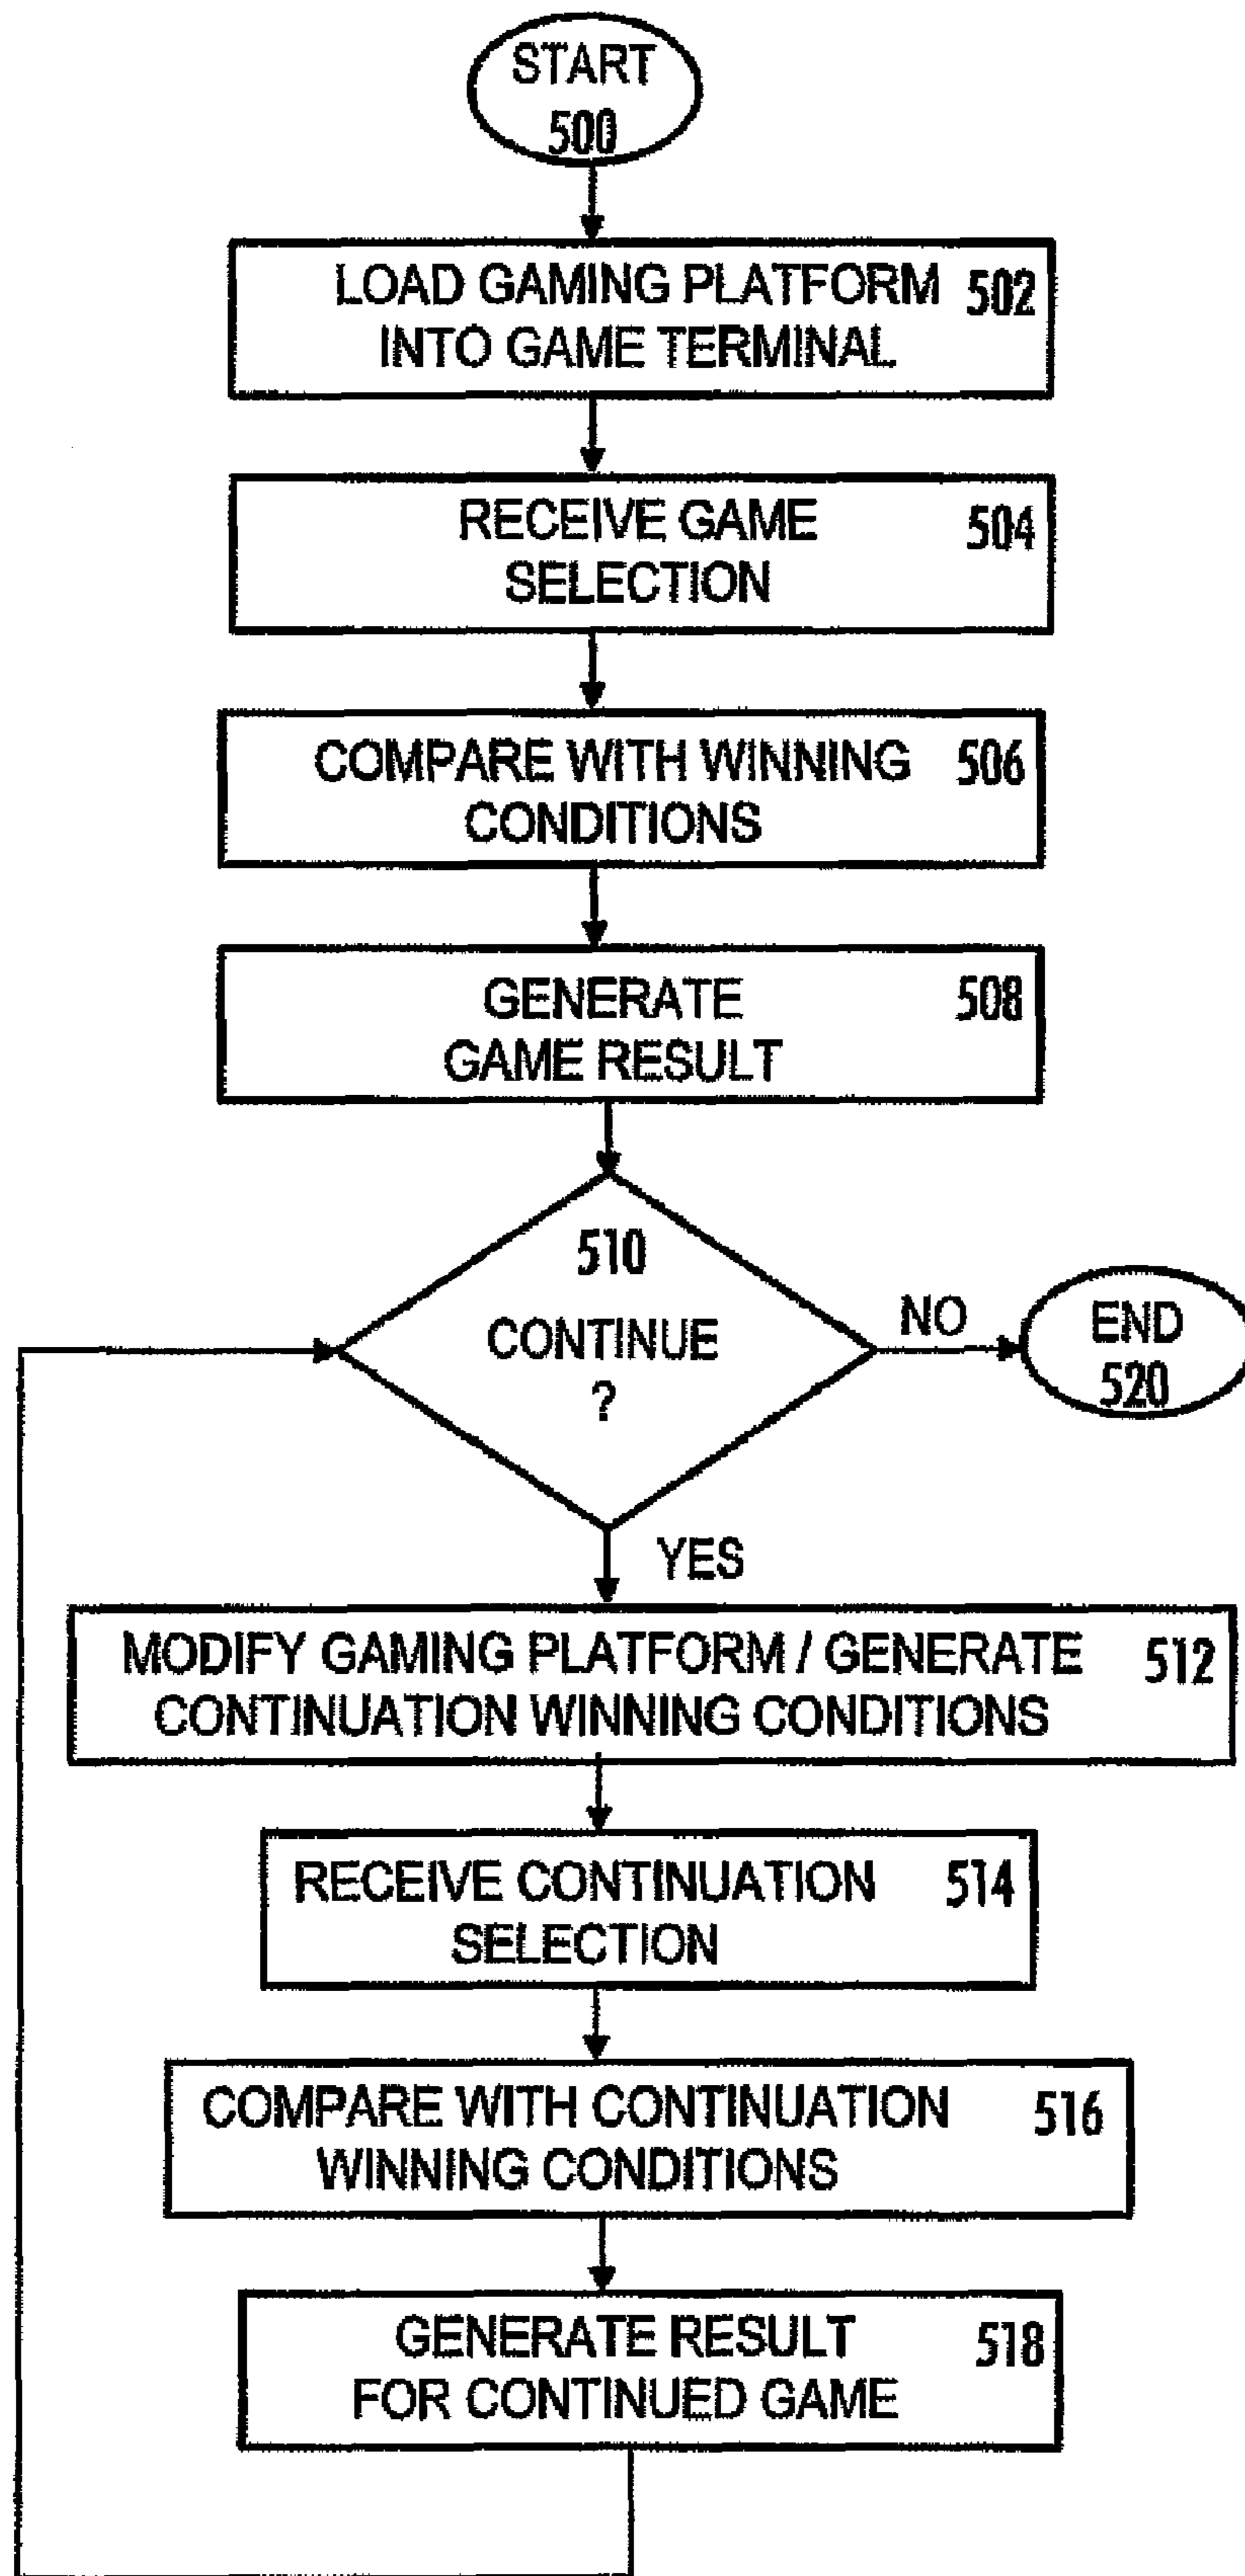 START
500
LOAD GAMING PLATFORM 502
INTO GAME TERMINAL
RECEIVE GAME 504
SELECTION
COMPARE WITH WINNING 506
CONDITIONS
GENERATE 508
GAME RESULT
510
CONTINUE
?
NO
END
520
YES
MODIFY GAMING PLATFORM / GENERATE 512
CONTINUATION WINNING CONDITIONS
RECEIVE CONTINUATION 514
SELECTION
COMPARE WITH CONTINUATION 516
WINNING CONDITIONS
GENERATE RESULT 518
FOR CONTINUED GAME